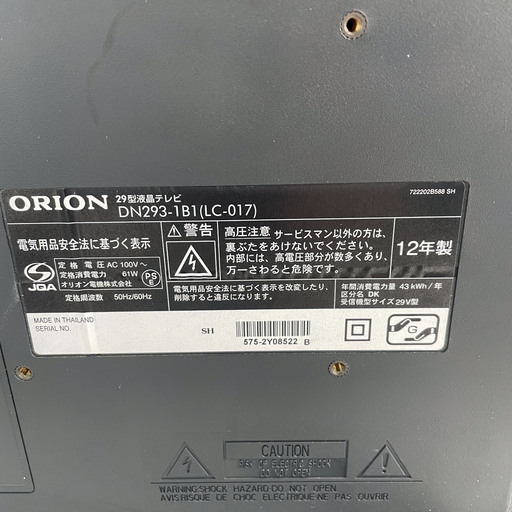 722202B588 SH
ORION 29型液晶テレビ
DN293-1B1(LC-017)
電気用品安全法に基づく表示
JQA
定格電圧 AC 100V~
定格消費電力 61W
オリオン電機株式会社
定格周波数 50Hz/60Hz
PS
E
⚠警告
高圧注意 サービスマン以外の方は、
裏ぶたをあけないでください。
内部には、高電圧部分が数多くあり、
万一さわると危険です。
電気用品安全法に基づく表示を改変したり、
削除すると違反になります。
12年製
年間消費電力量 43 kWh/年
区分名 DK
受信機型サイズ 29V型
MADE IN THAILAND
SERIAL NO.
SH
575-2Y08522 B
G
CAUTION
RISK OF ELECTRIC SHOCK
DO NOT OPEN
WARNING:SHOCK HAZARD-DO NOT OPEN
AVIS:RISQUE DE CHOC ELECTRIQUE-NE PAS OUVRIR